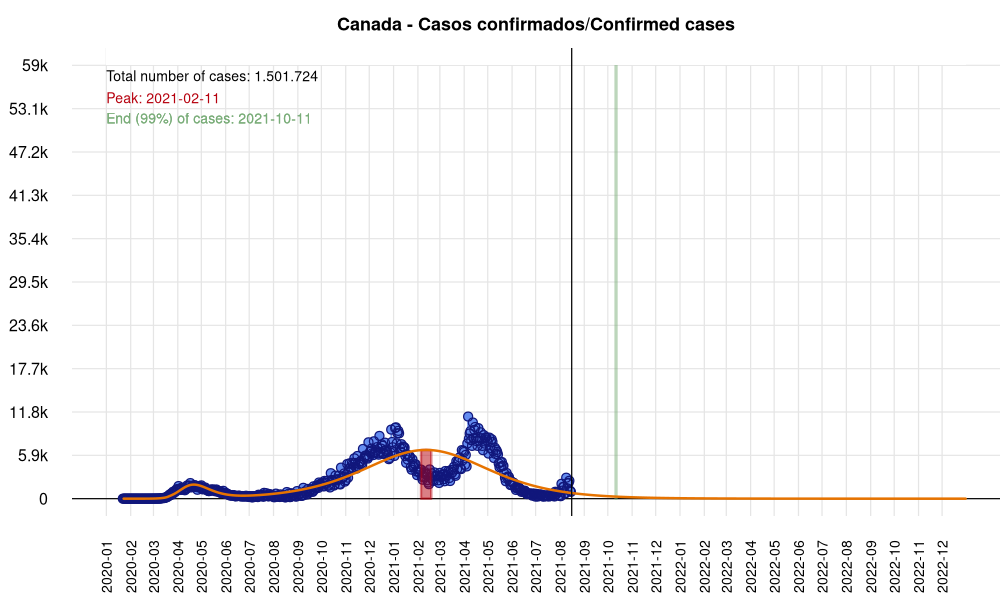 Canada - Casos confirmados/Confirmed cases
Total number of cases: 1.501.724
Peak: 2021-02-11
End (99%) of cases: 2021-10-11
59k
53.1k
47.2k
41.3k
35.4k
29.5k
23.6k
17.7k
11.8k
5.9k
0
2020-01
2020-02
2020-03
2020-04
2020-05
2020-06
2020-07
2020-08
2020-09
2020-10
2020-11
2020-12
2021-01
2021-02
2021-03
2021-04
2021-05
2021-06
2021-07
2021-08
2021-09
2021-10
2021-11
2021-12
2022-01
2022-02
2022-03
2022-04
2022-05
2022-06
2022-07
2022-08
2022-09
2022-10
2022-11
2022-12